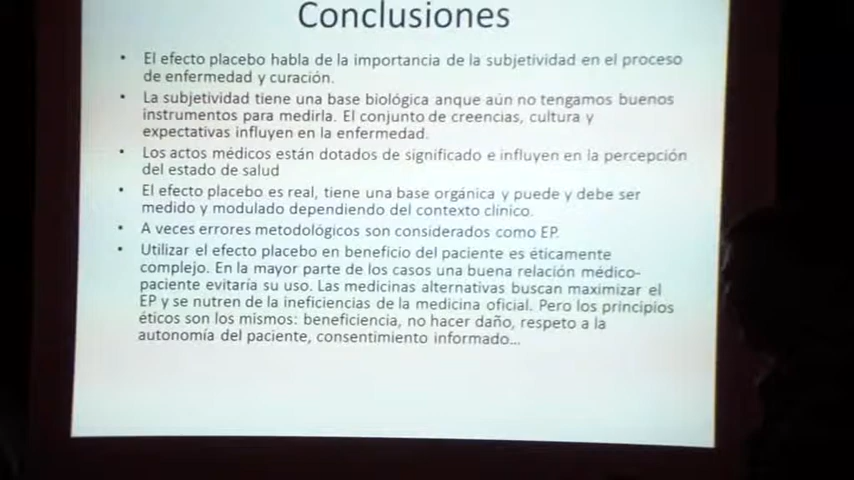 Conclusiones
• El efecto placebo habla de la importancia de la subjetividad en el proceso
de enfermedad y curación.
• La subjetividad tiene una base biológica anque aún no tengamos buenos
instrumentos para medirla. El conjunto de creencias, cultura y
expectativas influyen en la enfermedad.
• Los actos médicos están dotados de significado e influyen en la percepción
del estado de salud
• El efecto placebo es real, tiene una base orgánica y puede y debe ser
medido y modulado dependiendo del contexto clínico.
• A veces errores metodológicos son considerados como EP.
• Utilizar el efecto placebo en beneficio del paciente es éticamente
complejo. En la mayor parte de los casos una buena relación médico-
paciente evitaría su uso. Las medicinas alternativas buscan maximizar el
EP y se nutren de la ineficiencias de la medicina oficial. Pero los principios
éticos son los mismos: beneficiencia, no hacer daño, respeto a la
autonomía del paciente, consentimiento informado...